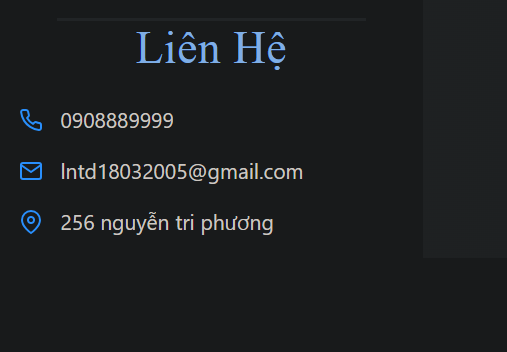 Liên Hệ
0908889999
lntd18032005@gmail.com
256 nguyễn tri phương